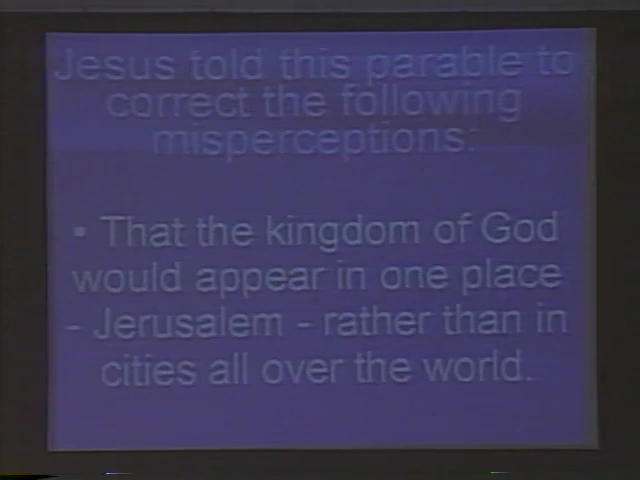 Jesus told this parable to
correct the following
misperceptions:
• That the kingdom of God
would appear in one place
- Jerusalem - rather than in
cities all over the world.